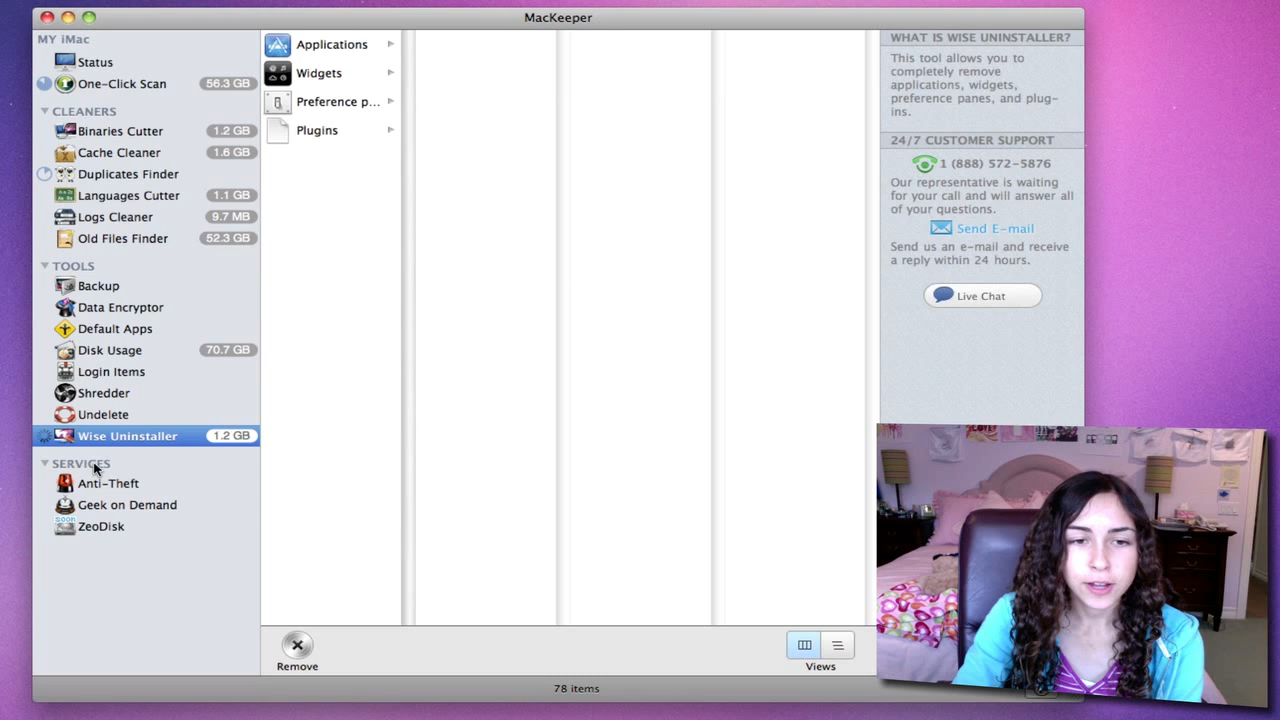 MacKeeper
MY iMac
Status
One-Click Scan 56.3 GB
CLEANERS
Binaries Cutter 1.2 GB
Cache Cleaner 1.6 GB
Duplicates Finder
Languages Cutter 1.1 GB
Logs Cleaner 9.7 MB
Old Files Finder 52.3 GB
TOOLS
Backup
Data Encryptor
Default Apps
Disk Usage 70.7 GB
Login Items
Shredder
Undelete
Wise Uninstaller 1.2 GB
SERVICES
Anti-Theft
Geek on Demand
SOON
ZeoDisk
Applications
Widgets
Preference p...
Plugins
Remove
Views
78 items
WHAT IS WISE UNINSTALLER?
This tool allows you to
completely remove
applications, widgets,
preference panes, and plug-
ins.
24/7 CUSTOMER SUPPORT
1 (888) 572-5876
Our representative is waiting
for your call and will answer all
of your questions.
Send E-mail
Send us an e-mail and receive
a reply within 24 hours.
Live Chat